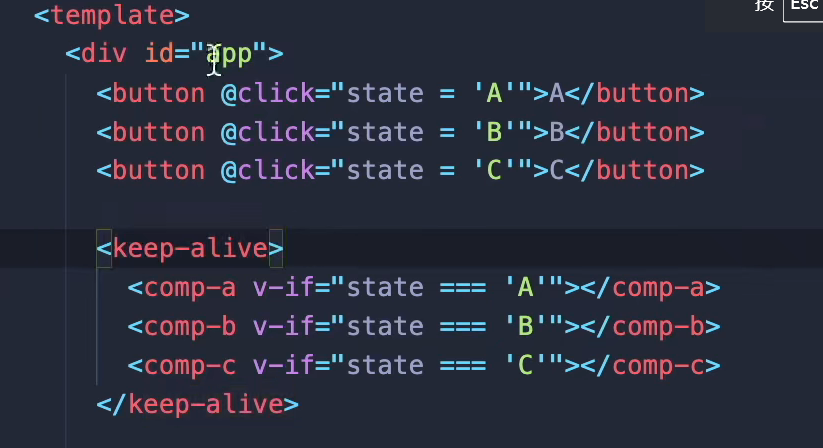 按 Esc
<template>
<div id="app">
<button @click="state = 'A'">A</button>
<button @click="state = 'B'">B</button>
<button @click="state = 'C'">C</button>
<keep-alive>
<comp-a v-if="state === 'A'"></comp-a>
<comp-b v-if="state === 'B'"></comp-b>
<comp-c v-if="state === 'C'"></comp-c>
</keep-alive>